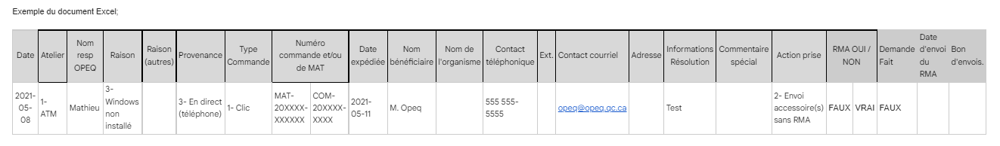 Exemple du document Excel;
Date Atelier Nom resp OPEQ Raison Raison (autres) Provenance Type Commande Numéro commande et/ou de MAT Date expédiée Nom bénéficiaire Nom de l'organisme Contact téléphonique Ext. Contact courriel Adresse Informations Résolution Commentaire spécial Action prise RMA OUI / NON Demande Fait Date d'envoi du RMA Bon d'envois.
2021-05-08 1- ATM Mathieu 3- Windows non installé 3- En direct (téléphone) 1- Clic MAT-20XXXX-XXXXXX COM-20XXXX-XXXX 2021-05-11 M. Opeq 555 555-5555 opeq@opeq.qc.ca Test 2- Envoi accessoire(s) sans RMA FAUX VRAI FAUX